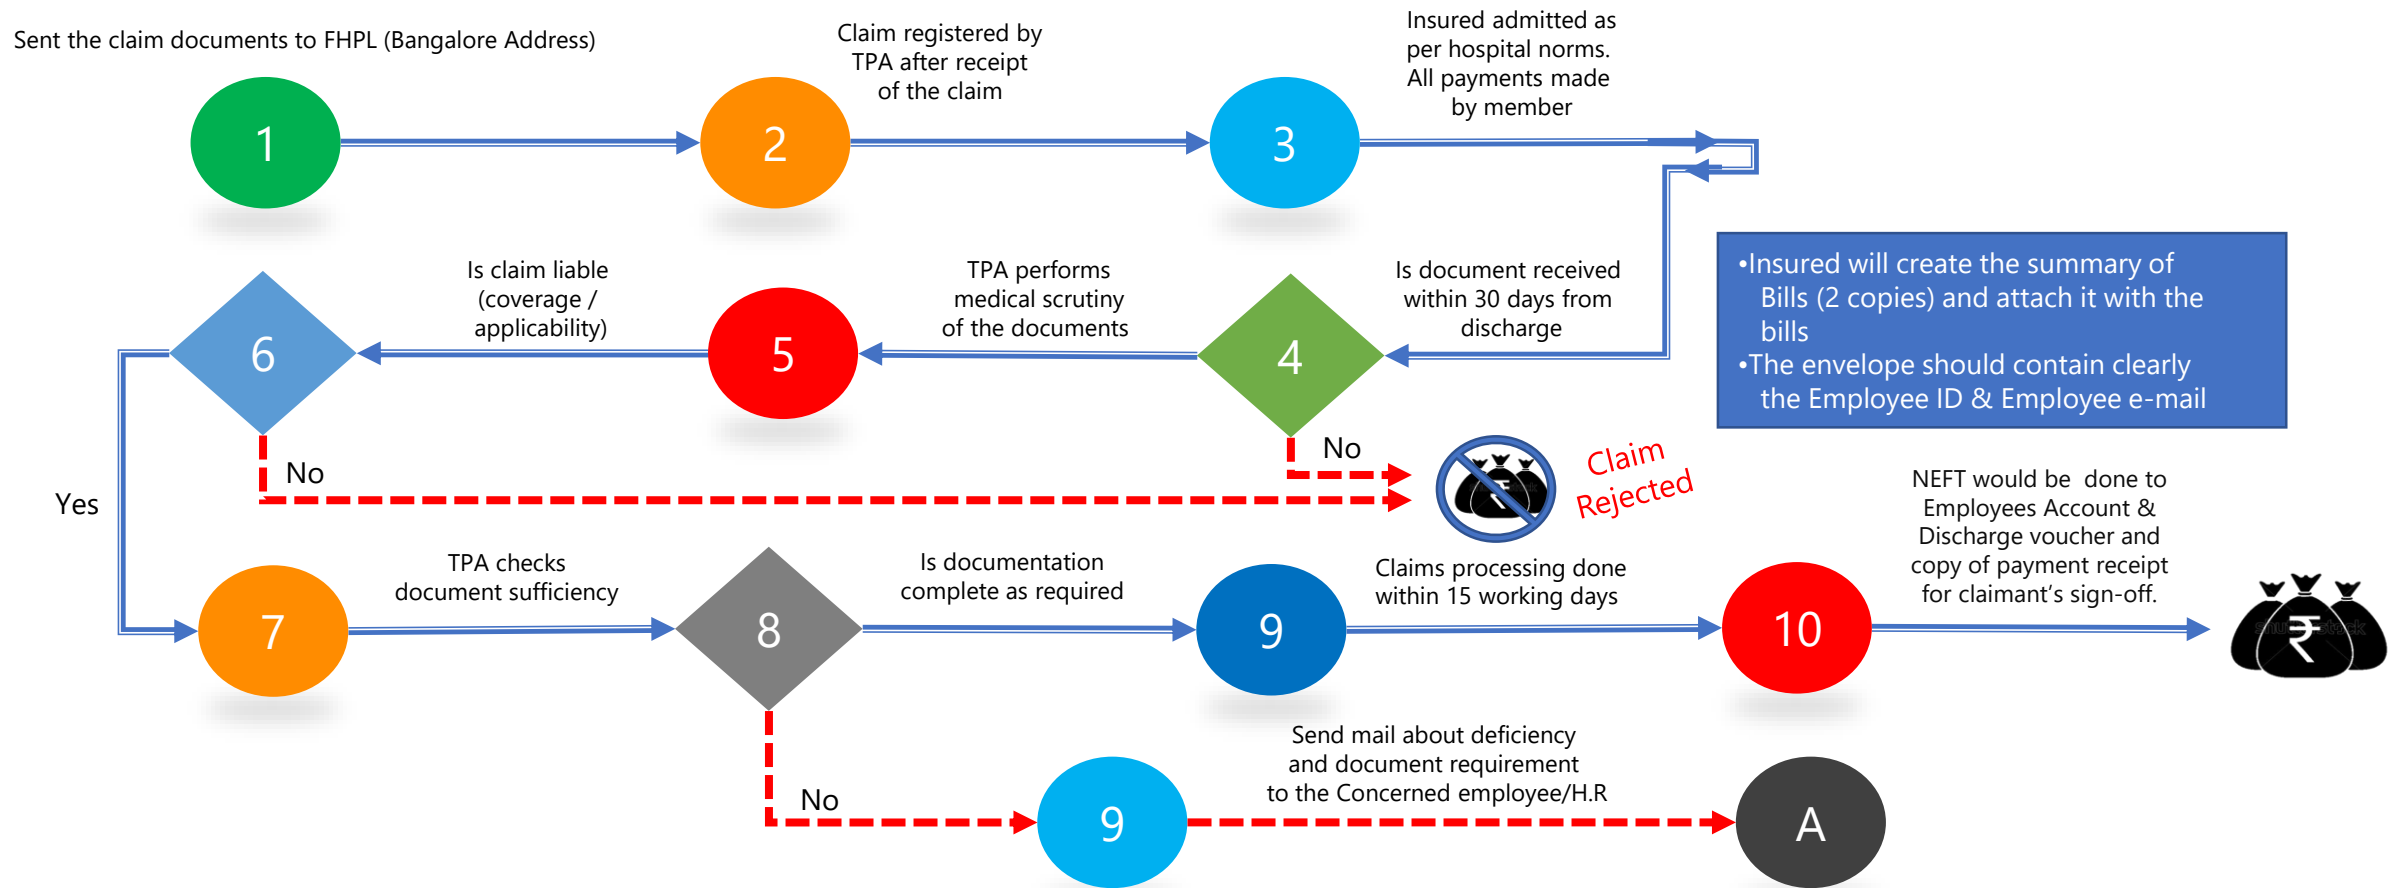 Sent the claim documents to FHPL (Bangalore Address)
Claim registered by
TPA after receipt
of the claim
Insured admitted as
per hospital norms.
All payments made
by member
1
2
3
Is claim liable
(coverage /
applicability)
TPA performs
medical scrutiny
of the documents
Is document received
within 30 days from
discharge
•Insured will create the summary of
Bills (2 copies) and attach it with the
bills
•The envelope should contain clearly
the Employee ID & Employee e-mail
6
5
4
No
No
Claim
Rejected
Yes
NEFT would be  done to
Employees Account &
Discharge voucher and
copy of payment receipt
for claimant's sign-off.
TPA checks
document sufficiency
Is documentation
complete as required
Claims processing done
within 15 working days
7
8
9
10
₹
Send mail about deficiency
and document requirement
to the Concerned employee/H.R
No
9
A